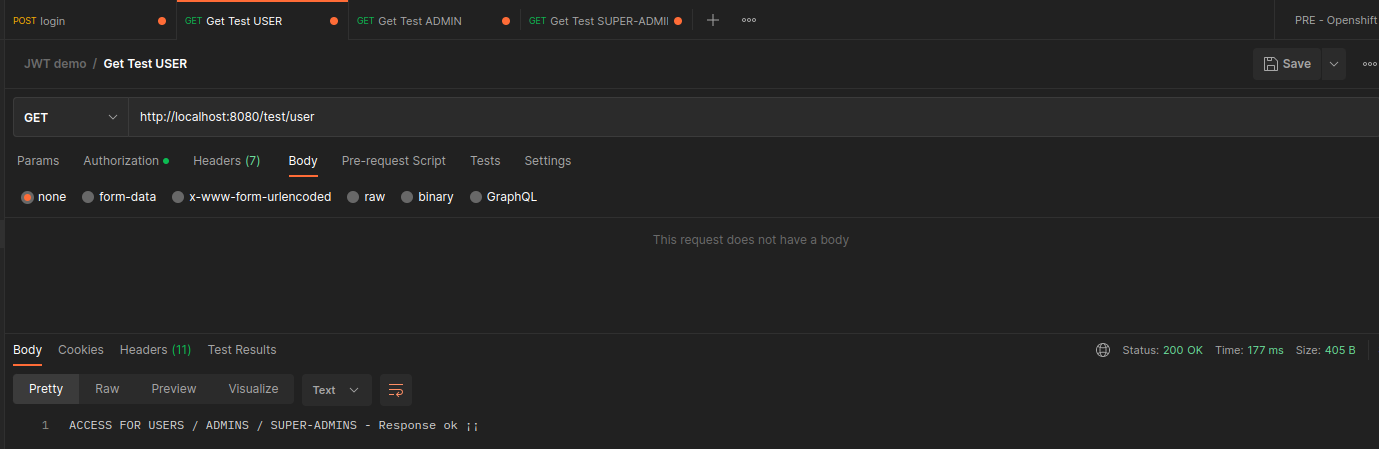 POST login GET Get Test USER GET Get Test ADMIN GET Get Test SUPER-ADMI PRE - Openshift
JWT demo / Get Test USER Save
GET http://localhost:8080/test/user
Params Authorization Headers (7) Body Pre-request Script Tests Settings
none form-data x-www-form-urlencoded raw binary GraphQL
This request does not have a body
Body Cookies Headers (11) Test Results Status: 200 OK Time: 177 ms Size: 405 B
Pretty Raw Preview Visualize Text
1 ACCESS FOR USERS / ADMINS / SUPER-ADMINS - Response ok ;;